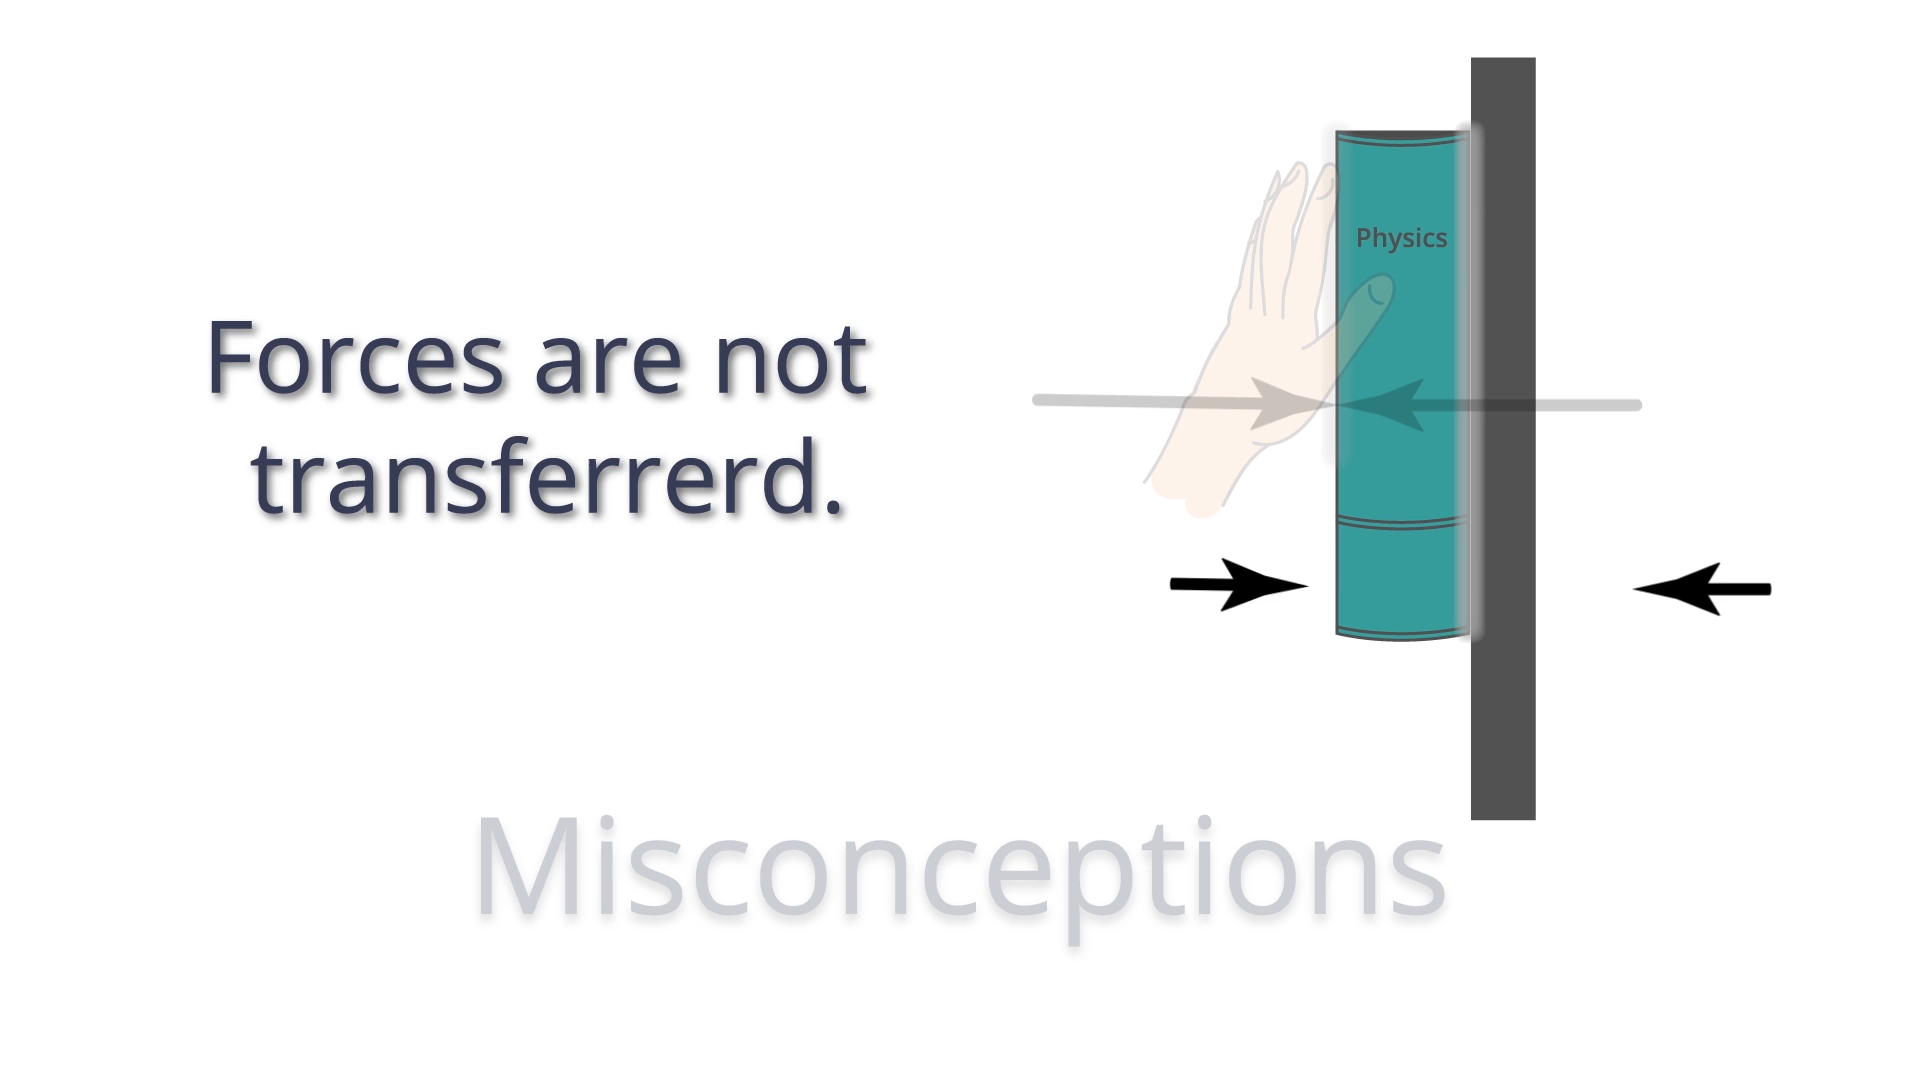 Forces are not
transferrerd.
Physics
Misconceptions